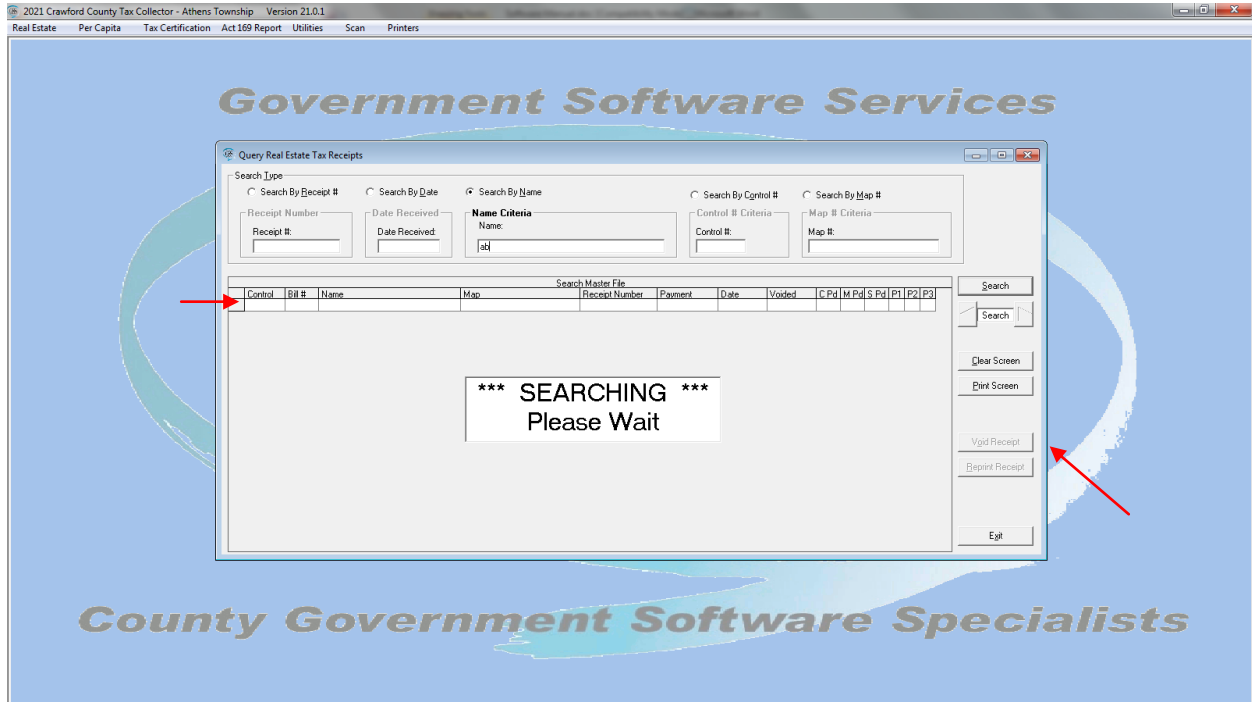 2021 Crawford County Tax Collector - Athens Township Version 21.0.1
Real Estate Per Capita Tax Certification Act 169 Report Utilities Scan Printers
Government Software Services
Query Real Estate Tax Receipts
Search Type
Search By Receipt # Search By Date Search By Name Search By Control # Search By Map #
Receipt Number Date Received Name Criteria Control # Criteria Map # Criteria
Receipt #: Date Received: Name: Control #: Map #:
ab
Search Master File
Control Bill # Name Map Receipt Number Payment Date Voided C Pd M Pd S Pd P1 P2 P3
Search
Search
Clear Screen
Print Screen
*** SEARCHING ***
Please Wait
Void Receipt
Reprint Receipt
Exit
County Government Software Specialists